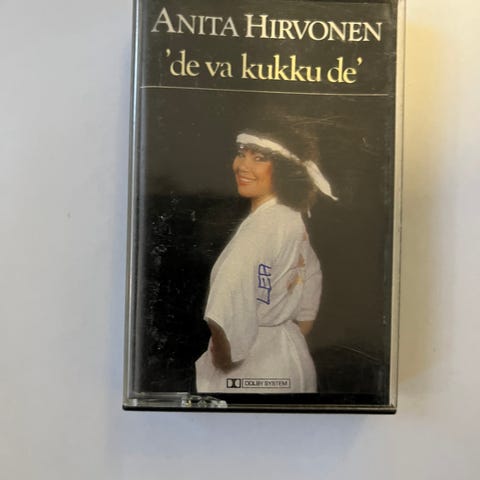 ANITA HIRVONEN
'de va kukku de'
LEA
DOLBY SYSTEM